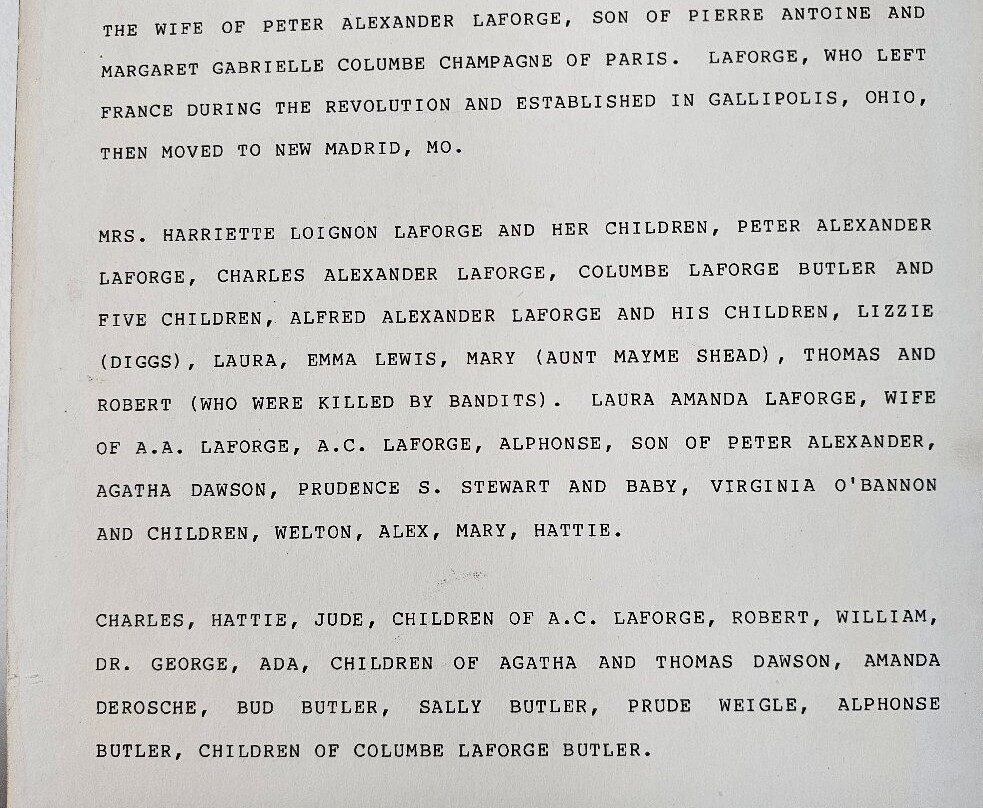 THE WIFE OF PETER ALEXANDER LAFORGE, SON OF PIERRE ANTOINE AND
MARGARET GABRIELLE COLUMBE CHAMPAGNE OF PARIS. LAFORGE, WHO LEFT
FRANCE DURING THE REVOLUTION AND ESTABLISHED IN GALLIPOLIS, OHIO,
THEN MOVED TO NEW MADRID, MO.
MRS. HARRIETTE LOIGNON LAFORGE AND HER CHILDREN, PETER ALEXANDER
LAFORGE, CHARLES ALEXANDER LAFORGE, COLUMBE LAFORGE BUTLER AND
FIVE CHILDREN, ALFRED ALEXANDER LAFORGE AND HIS CHILDREN, LIZZIE
(DIGGS), LAURA, EMMA LEWIS, MARY (AUNT MAYME SHEAD), THOMAS AND
ROBERT (WHO WERE KILLED BY BANDITS). LAURA AMANDA LAFORGE, WIFE
OF A.A. LAFORGE, A.C. LAFORGE, ALPHONSE, SON OF PETER ALEXANDER,
AGATHA DAWSON, PRUDENCE S. STEWART AND BABY, VIRGINIA O'BANNON
AND CHILDREN, WELTON, ALEX, MARY, HATTIE.
CHARLES, HATTIE, JUDE, CHILDREN OF A.C. LAFORGE, ROBERT, WILLIAM,
DR. GEORGE, ADA, CHILDREN OF AGATHA AND THOMAS DAWSON, AMANDA
DEROSCHE, BUD BUTLER, SALLY BUTLER, PRUDE WEIGLE, ALPHONSE
BUTLER, CHILDREN OF COLUMBE LAFORGE BUTLER.